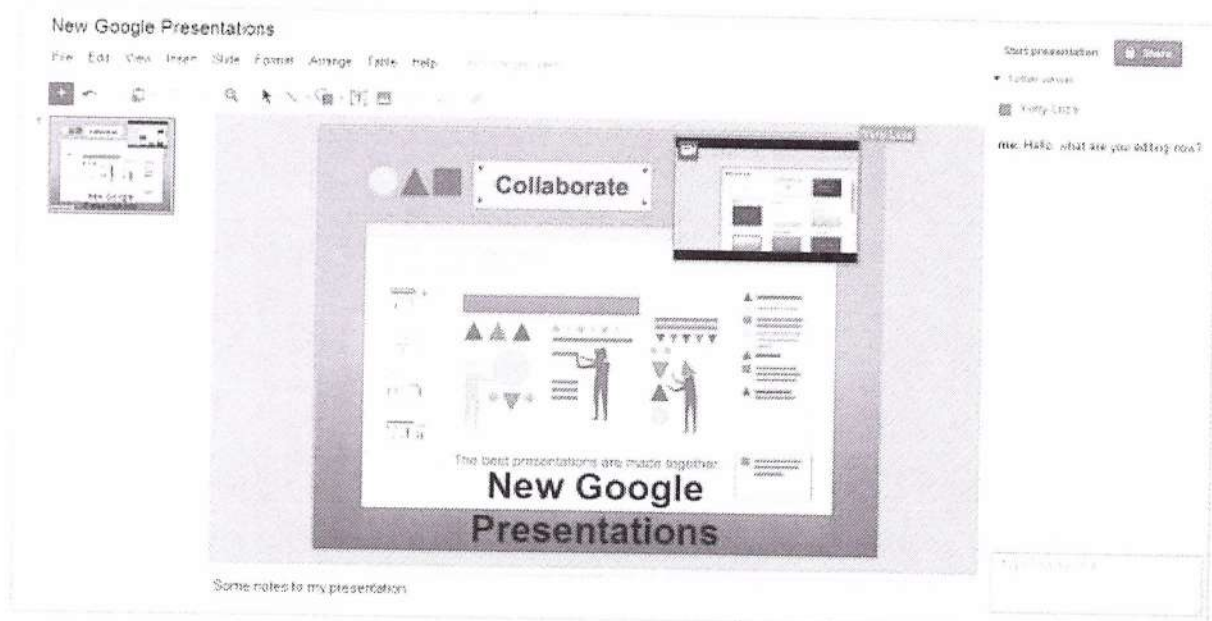 New Google Presentations
File Edit View Insert Slide Format Arrange Table Help
Start presentation Share
me: Hello, what are you editing now?
Collaborate
The best presentations are made together.
New Google
Presentations
Some notes to my presentation